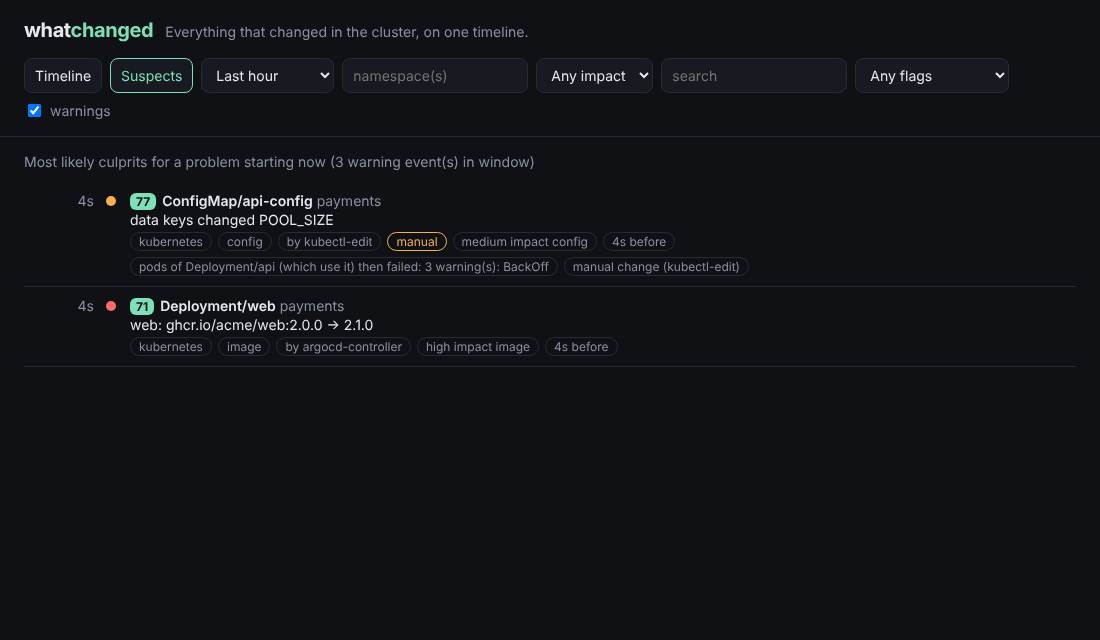 whatchanged Everything that changed in the cluster, on one timeline.
Timeline Suspects Last hour namespace(s) Any impact search Any flags
warnings
Most likely culprits for a problem starting now (3 warning event(s) in window)
4s 77 ConfigMap/api-config payments
data keys changed POOL_SIZE
kubernetes config by kubectl-edit manual medium impact config 4s before
pods of Deployment/api (which use it) then failed: 3 warning(s): BackOff manual change (kubectl-edit)
4s 71 Deployment/web payments
web: ghcr.io/acme/web:2.0.0 → 2.1.0
kubernetes image by argocd-controller high impact image 4s before